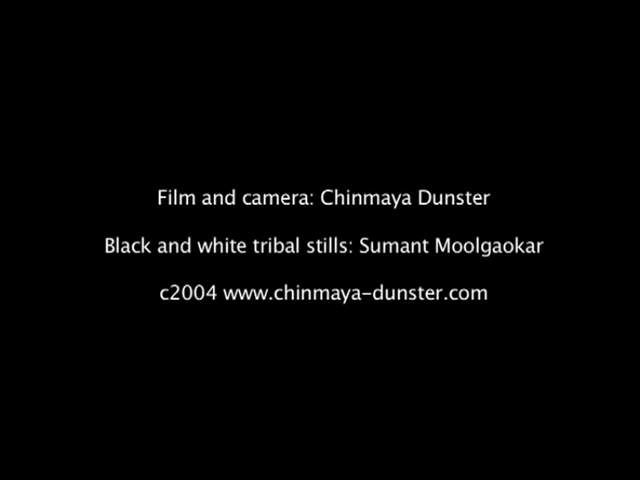 Film and camera: Chinmaya Dunster
Black and white tribal stills: Sumant Moolgaokar
c2004 www.chinmaya-dunster.com